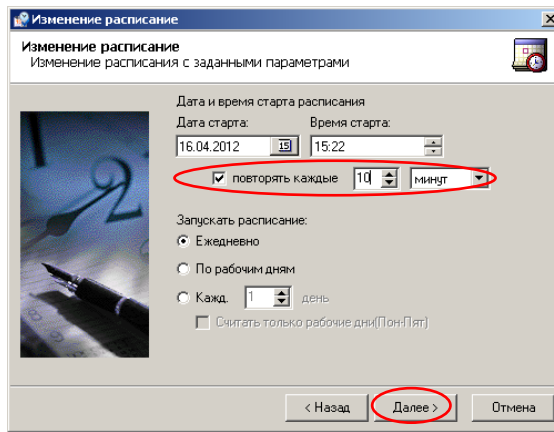 Изменение расписание
Изменение расписание
Изменение расписания с заданными параметрами
Дата и время старта расписания
Дата старта: Время старта:
16.04.2012 15 15:22
повторять каждые 10 минут
Запускать расписание:
Ежедневно
По рабочим дням
Кажд. 1 день
Считать только рабочие дни(Пон-Пят)
< Назад Далее > Отмена